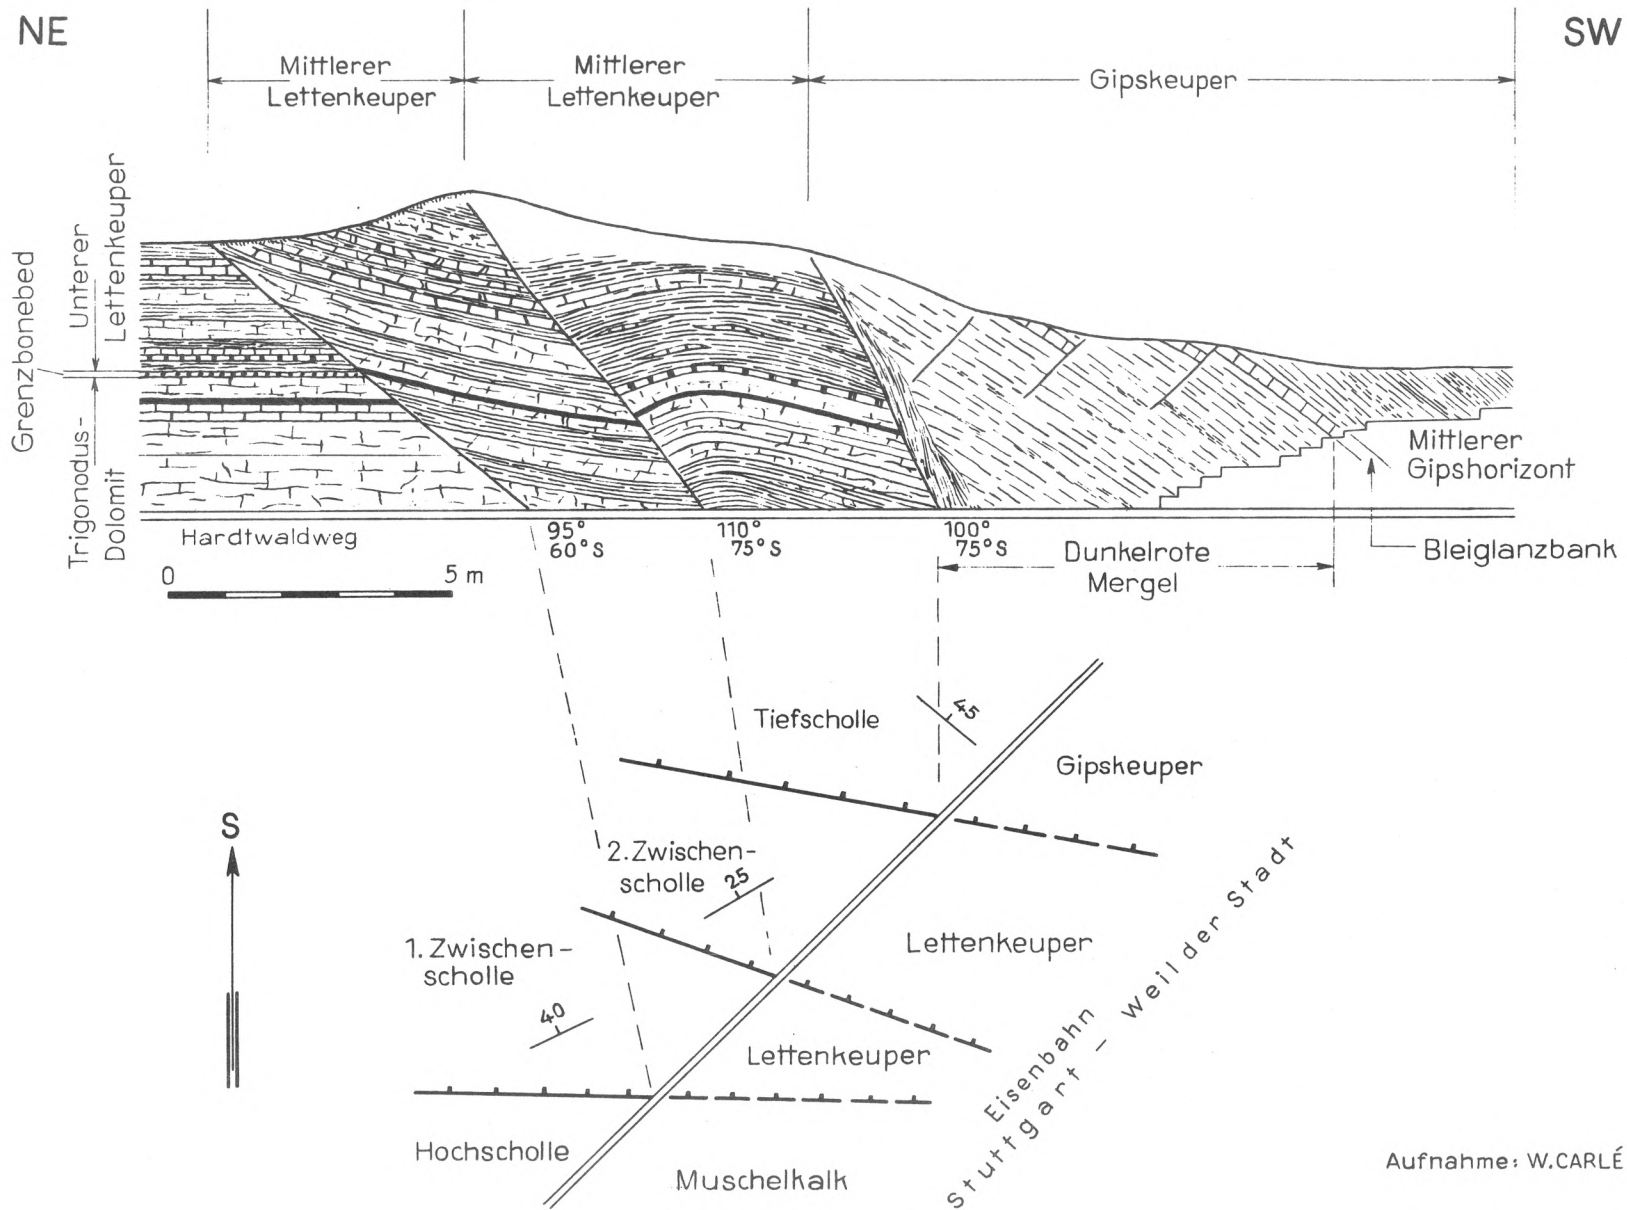 NE
SW
Mittlerer
Lettenkeuper
Mittlerer
Lettenkeuper
Gipskeuper
Grenzbonebed
Unterer
Lettenkeuper
Trigonodus-
Dolomit
Mittlerer
Gipshorizont
Bleiglanzbank
Hardtwaldweg
95°
60°S
110°
75°S
100°
75°S
Dunkelrote
Mergel
0 5 m
Tiefscholle
45
Gipskeuper
S
2. Zwischen-
scholle
25
1. Zwischen-
scholle
40
Lettenkeuper
Lettenkeuper
Eisenbahn
Stuttgart – Weil der Stadt
Hochscholle
Muschelkalk
Aufnahme: W. CARLÉ